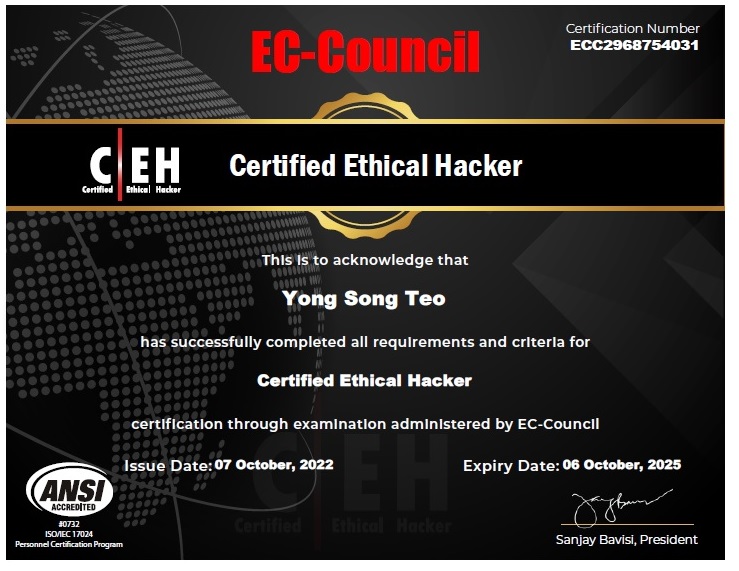 EC-Council
Certification Number
ECC2968754031
C|EH
Certified Ethical Hacker
Certified Ethical Hacker
This is to acknowledge that
Yong Song Teo
has successfully completed all requirements and criteria for
Certified Ethical Hacker
certification through examination administered by EC-Council
Issue Date: 07 October, 2022
Expiry Date: 06 October, 2025
C|EH
Certified Ethical Hacker
ANSI
ACCREDITED
#0732
ISO/IEC 17024
Personnel Certification Program
Sanjay Bavisi, President